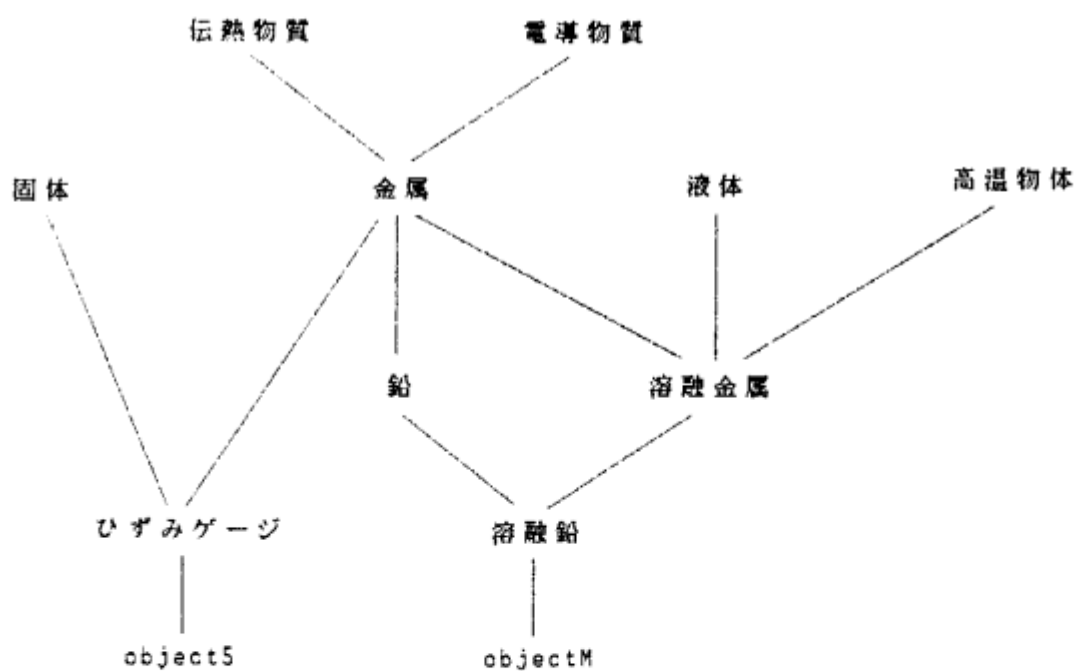 伝熱物質 電導物質
固体 金属 液体 高温物体
鉛 溶融金属
ひずみゲージ 溶融鉛
object5 objectM